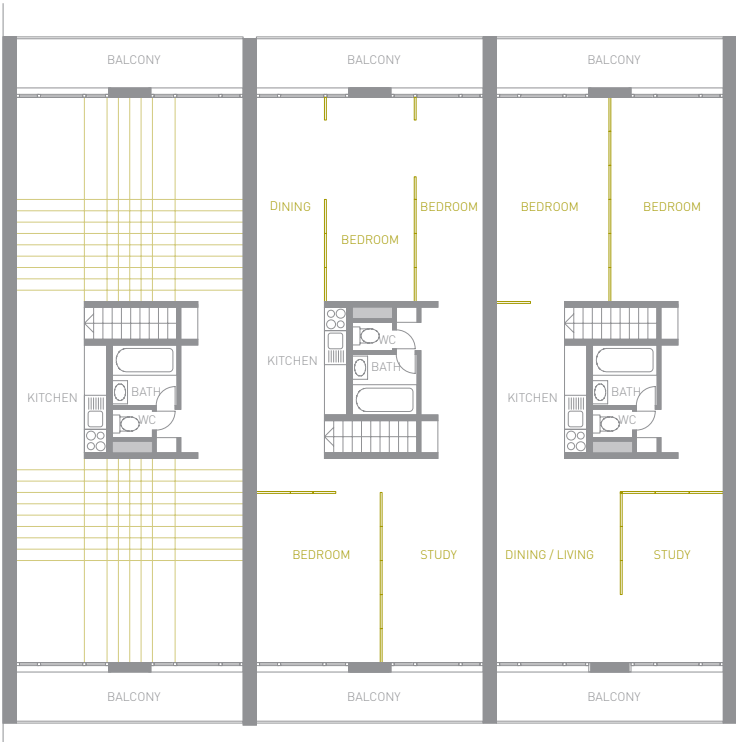 BALCONY BALCONY BALCONY
DINING BEDROOM BEDROOM BEDROOM
BEDROOM
WC
KITCHEN BATH
KITCHEN BATH KITCHEN BATH
WC WC
BEDROOM STUDY DINING / LIVING STUDY
BALCONY BALCONY BALCONY